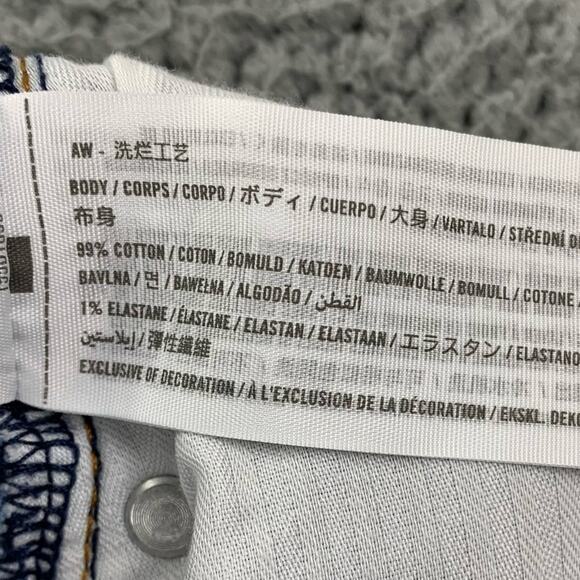 AW - 洗烂工艺
BODY / CORPS / CORPO / ボディ / CUERPO / 大身 / VARTALO / STŘEDNÍ
布身
99% COTTON / COTON / BOMULD / KATOEN / BAUMWOLLE / BOMULL / COTONE
BAVLNA / 면 / BAWEŁNA / ALGODÃO / القطن
1% ELASTANE / ÉLASTANE / ELASTAN / ELASTAAN / エラスタン / ELASTANO
إيلاستين / 彈性纖維
EXCLUSIVE OF DECORATION / À L'EXCLUSION DE LA DÉCORATION / EKSKL. DEKO